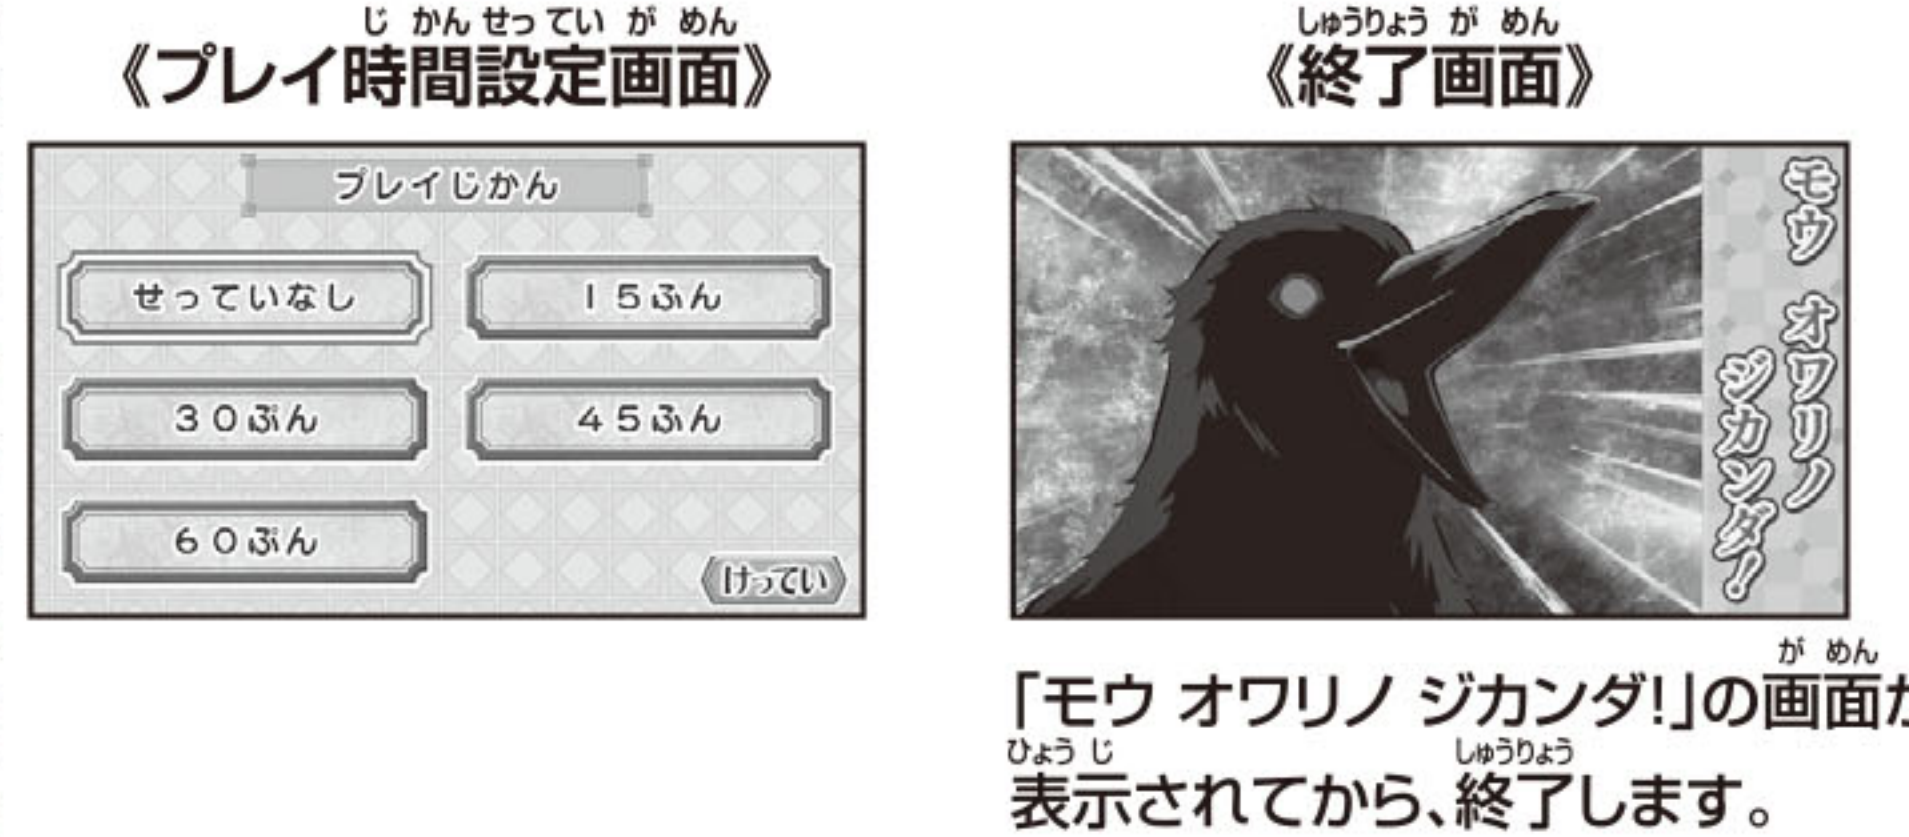 《プレイ時間設定画面》
じ かん せっ てい が めん
プレイじかん
せっていなし
15ふん
30ぷん
45ふん
60ぷん
けってい
《終了画面》
しゅうりょう が めん
モウ オワリノ
ジカンダ!
「モウ オワリノ ジカンダ!」の画面が
が めん
表示されてから、終了します。
ひょう じ しゅうりょう